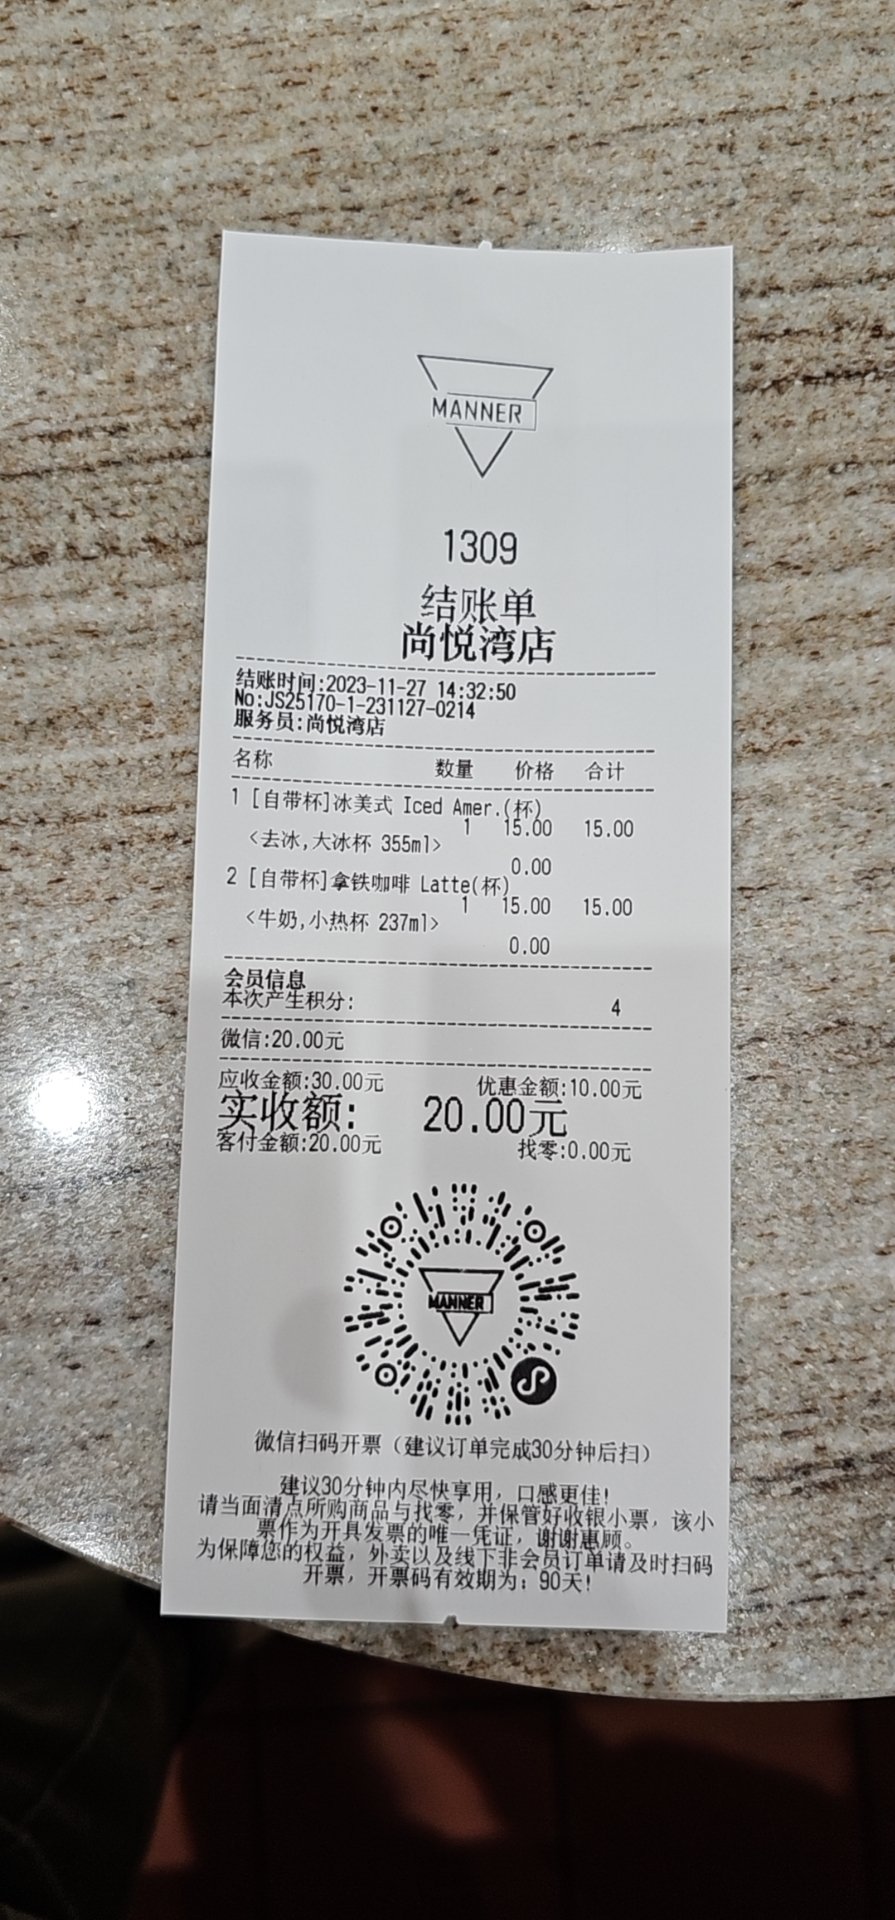 MANNER
1309
结账单
尚悦湾店
结账时间:2023-11-27 14:32:50
No:JS25170-1-231127-0214
服务员:尚悦湾店
名称 数量 价格 合计
1 [自带杯]冰美式 Iced Amer.(杯)
1 15.00 15.00
<去冰,大冰杯 355ml>
0.00
2 [自带杯]拿铁咖啡 Latte(杯)
1 15.00 15.00
<牛奶,小热杯 237ml>
0.00
会员信息
本次产生积分: 4
微信:20.00元
应收金额:30.00元 优惠金额:10.00元
实收额: 20.00元
客付金额:20.00元 找零:0.00元
MANNER
微信扫码开票（建议订单完成30分钟后扫）
建议30分钟内尽快享用，口感更佳!
请当面清点所购商品与找零，并保管好收银小票，该小
票作为开具发票的唯一凭证，谢谢惠顾。
为保障您的权益，外卖以及线下非会员订单请及时扫码
开票，开票码有效期为：90天!